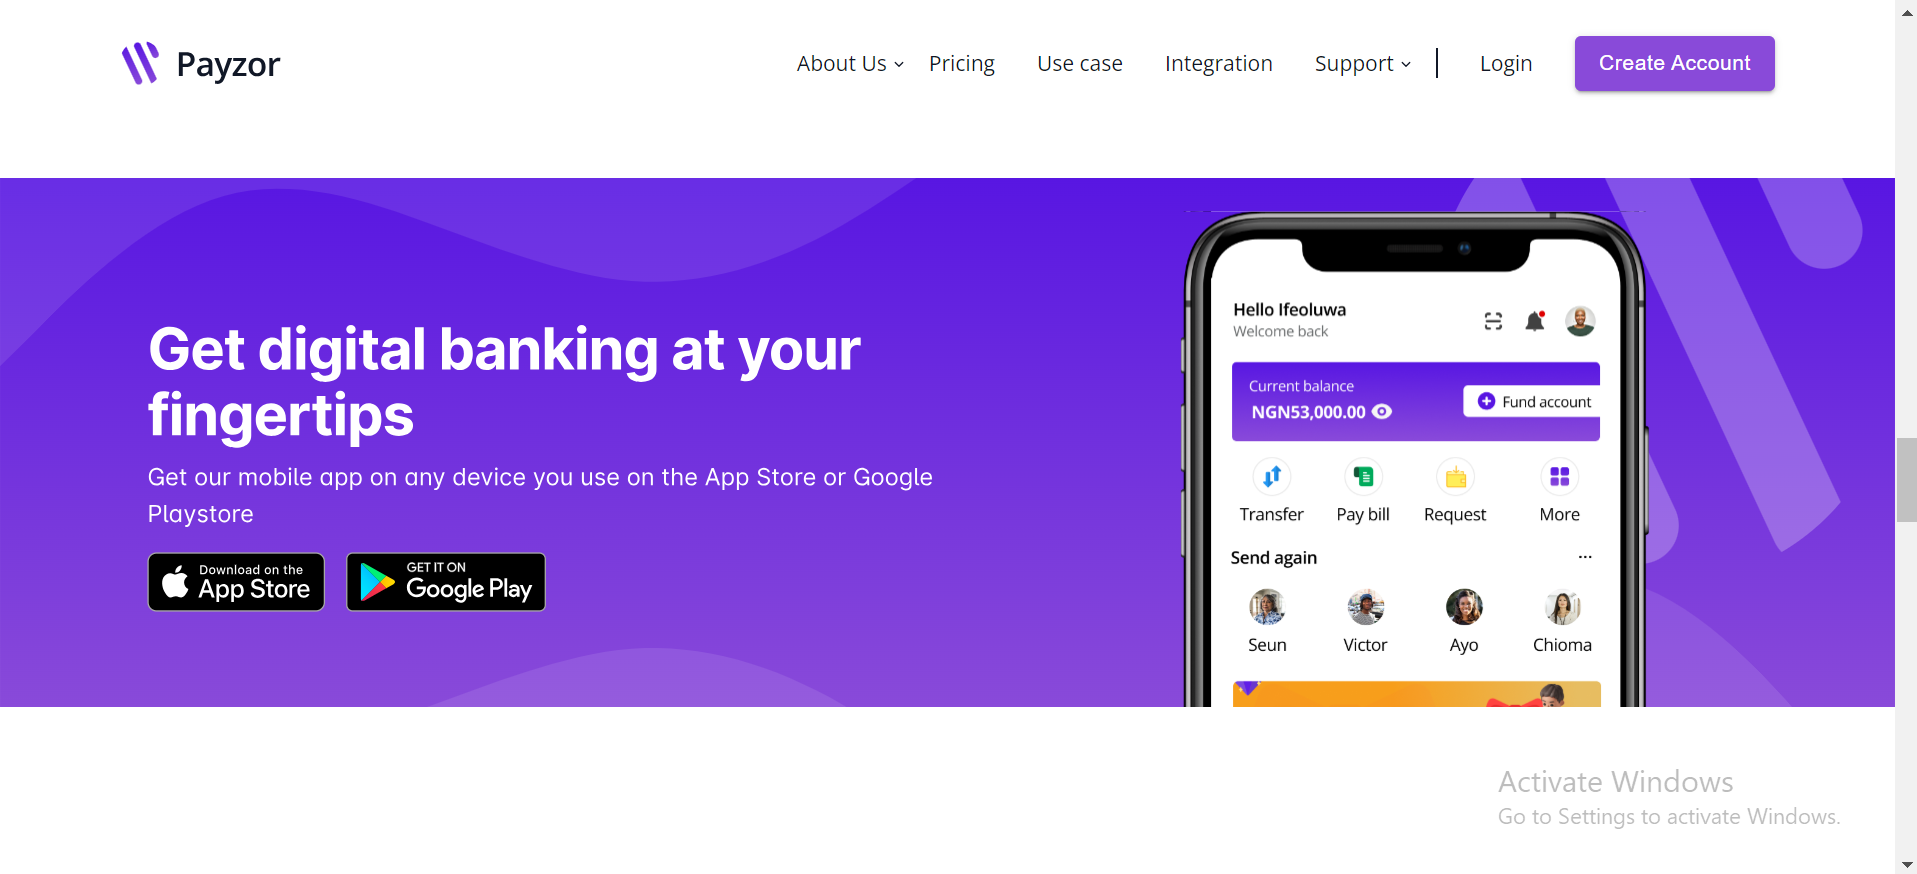 Payzor
About Us
Pricing
Use case
Integration
Support
Login
Create Account
Get digital banking at your
fingertips
Get our mobile app on any device you use on the App Store or Google
Playstore
Download on the
App Store
GET IT ON
Google Play
Hello Ifeoluwa
Welcome back
Current balance
NGN53,000.00
Fund account
Transfer
Pay bill
Request
More
Send again
Seun
Victor
Ayo
Chioma
Activate Windows
Go to Settings to activate Windows.